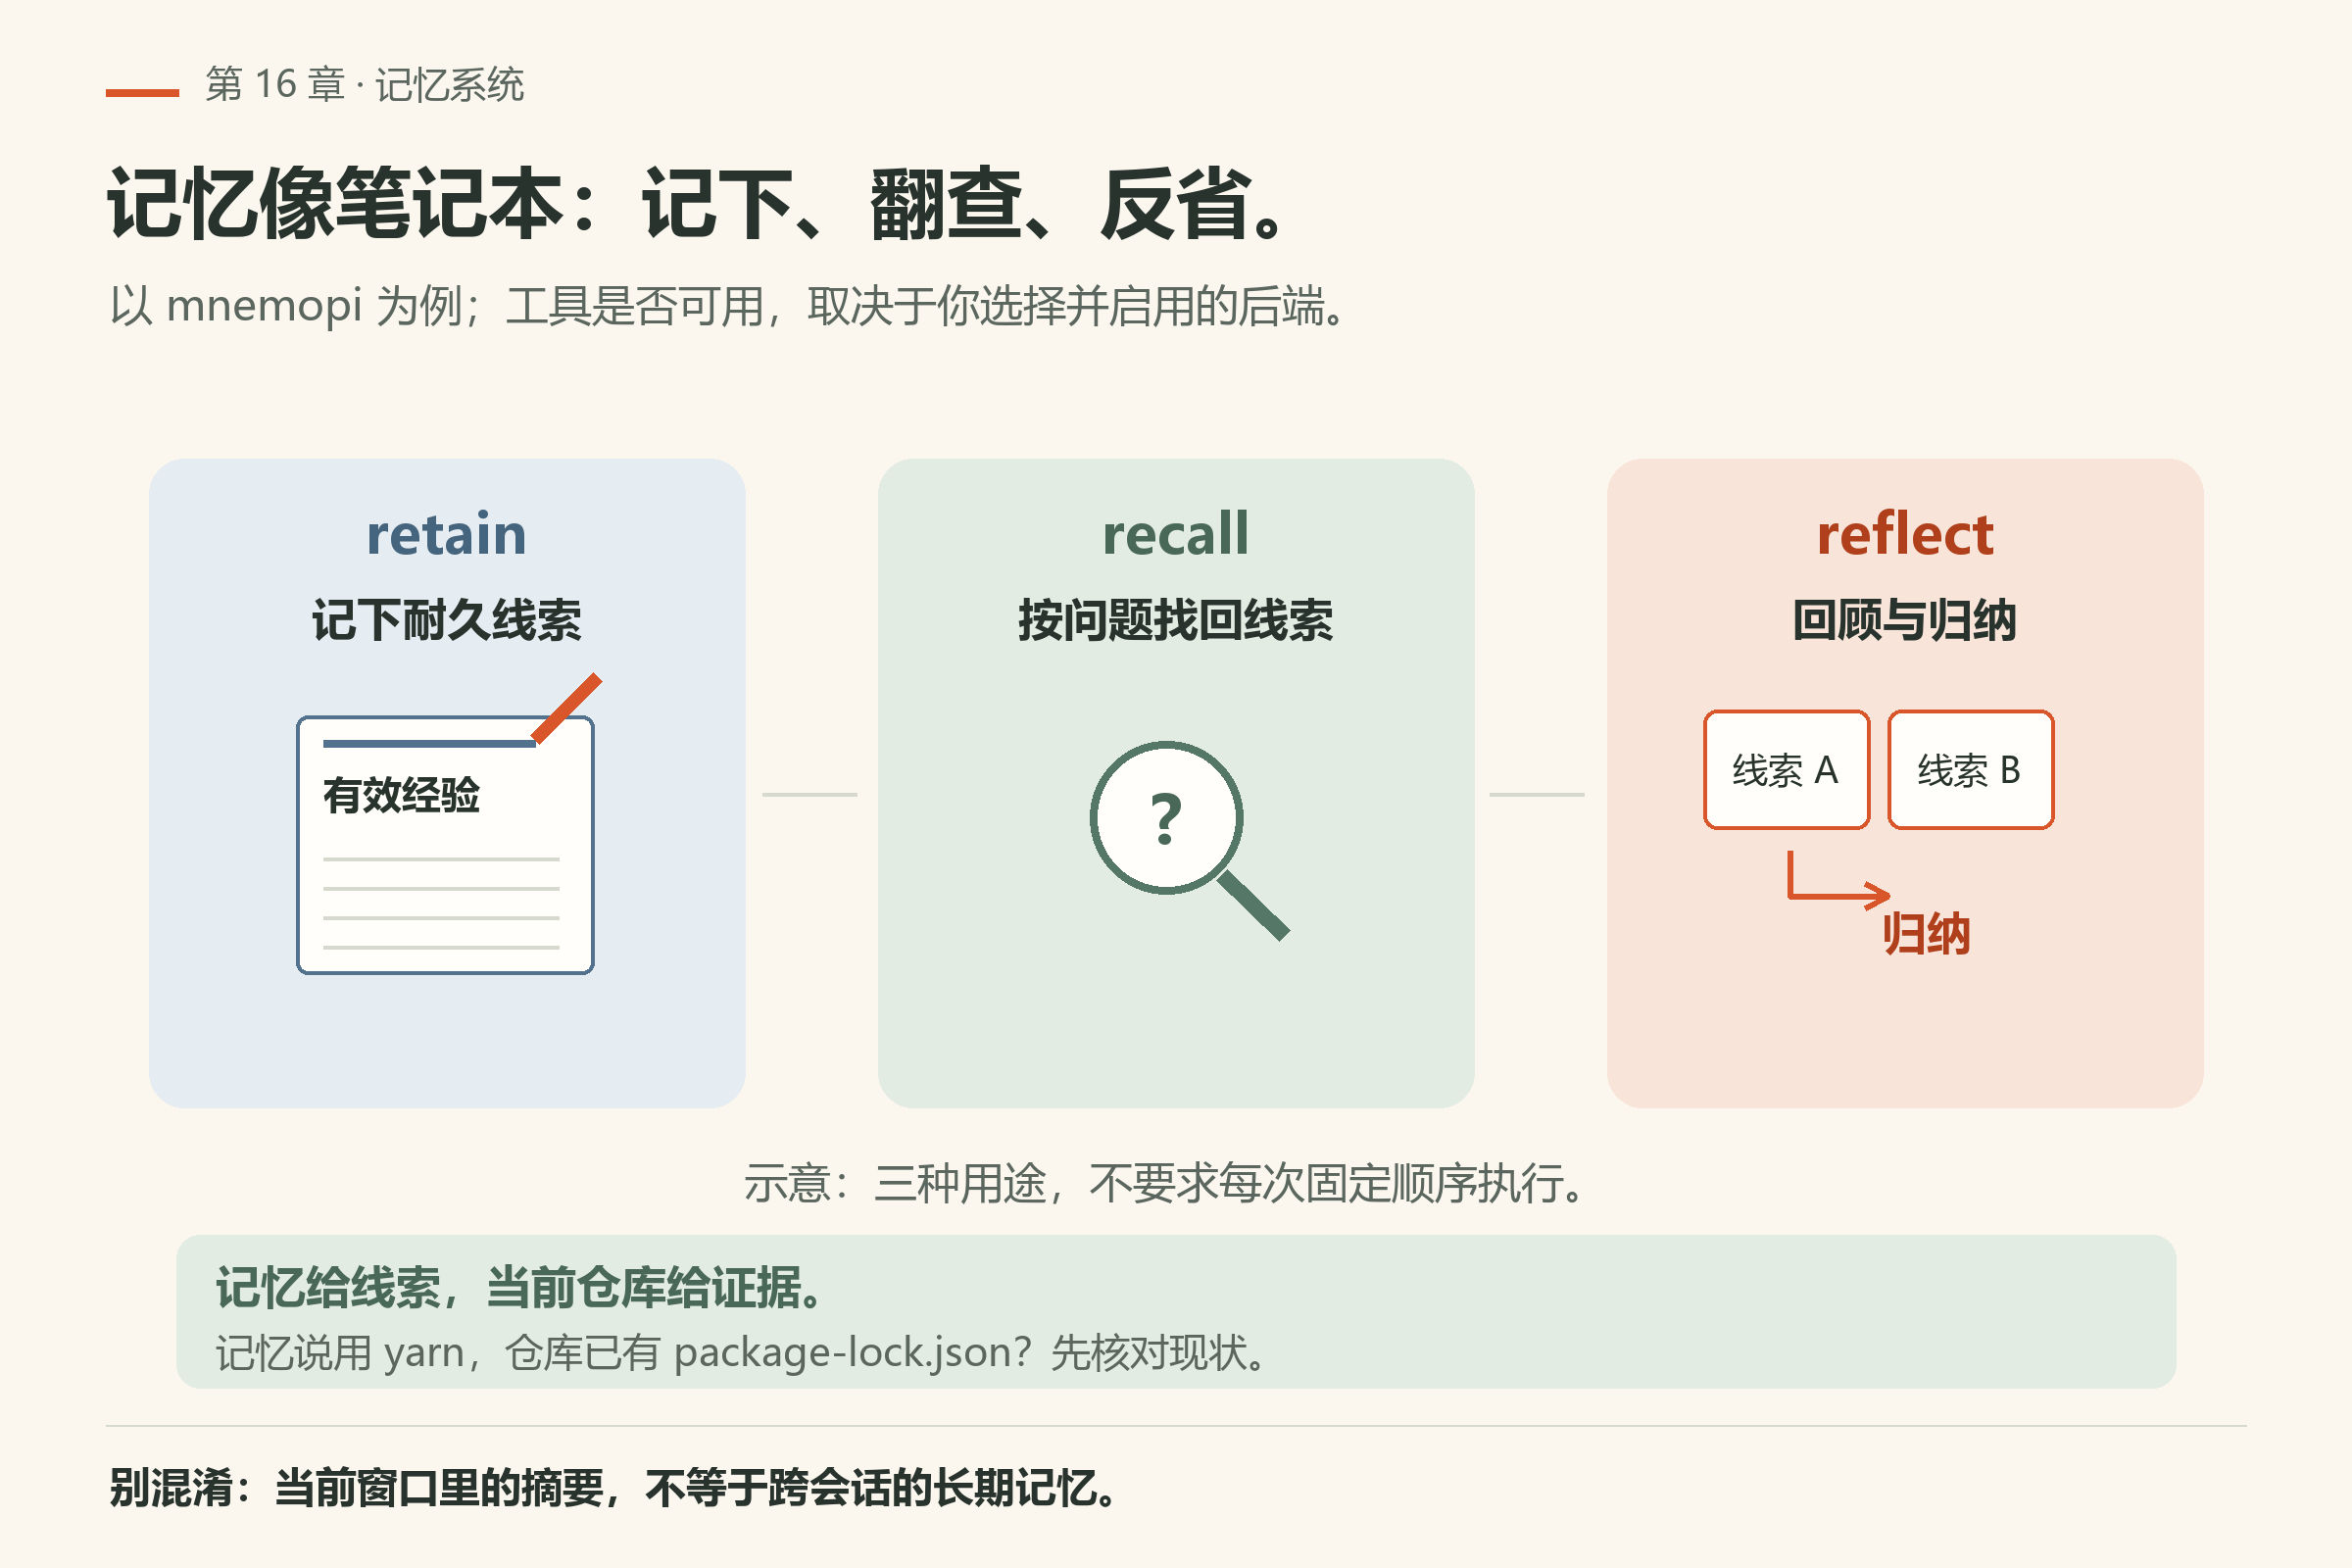 第 16 章 · 记忆系统
记忆像笔记本：记下、翻查、反省。
以 mnemopi 为例；工具是否可用，取决于你选择并启用的后端。
retain
记下耐久线索
有效经验
recall
按问题找回线索
?
reflect
回顾与归纳
线索 A
线索 B
归纳
示意：三种用途，不要求每次固定顺序执行。
记忆给线索，当前仓库给证据。
记忆说用 yarn，仓库已有 package-lock.json？先核对现状。
别混淆：当前窗口里的摘要，不等于跨会话的长期记忆。